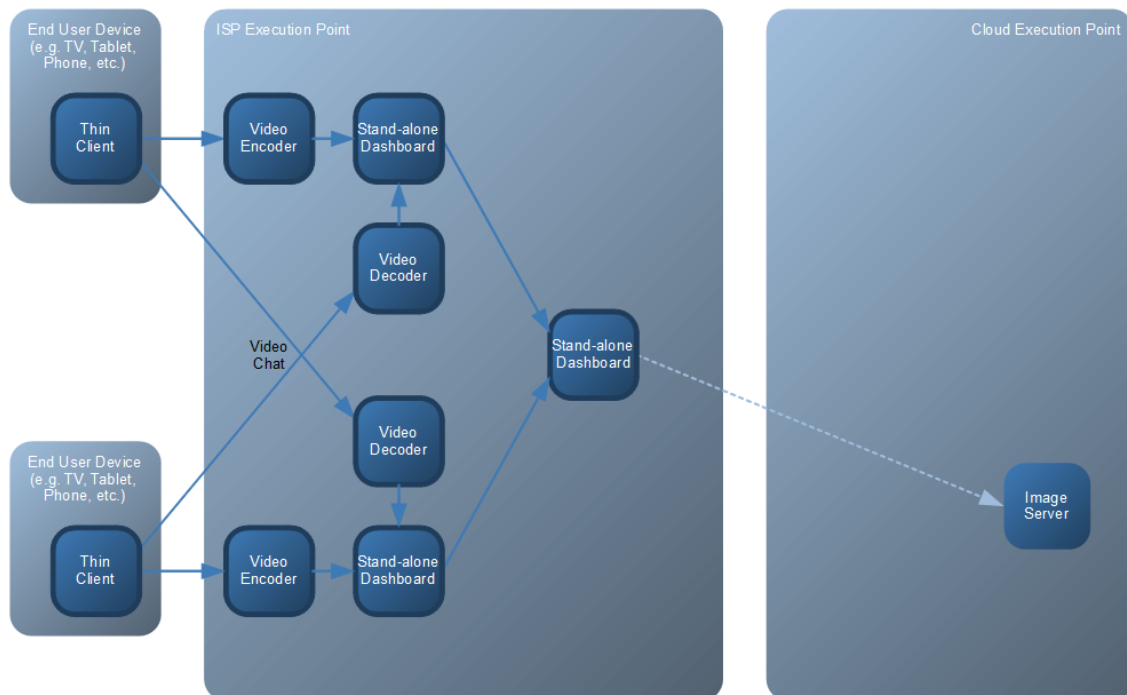 End User Device
(e.g. TV, Tablet,
Phone, etc.)
Thin
Client
ISP Execution Point
Video
Encoder
Stand-alone
Dashboard
Video
Decoder
Video
Chat
Stand-alone
Dashboard
Video
Decoder
End User Device
(e.g. TV, Tablet,
Phone, etc.)
Thin
Client
Video
Encoder
Stand-alone
Dashboard
Cloud Execution Point
Image
Server